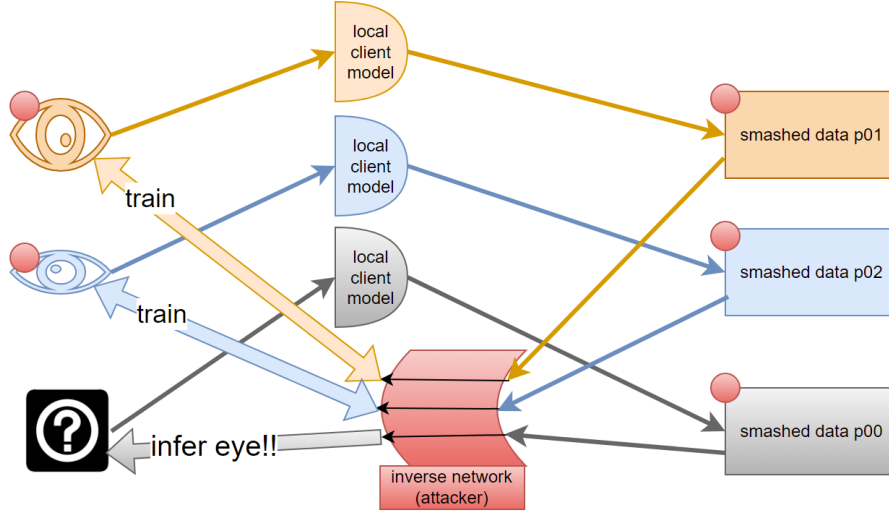 local
client
model
smashed data p01
train
local
client
model
smashed data p02
train
local
client
model
?
infer eye!!
smashed data p00
inverse network
(attacker)